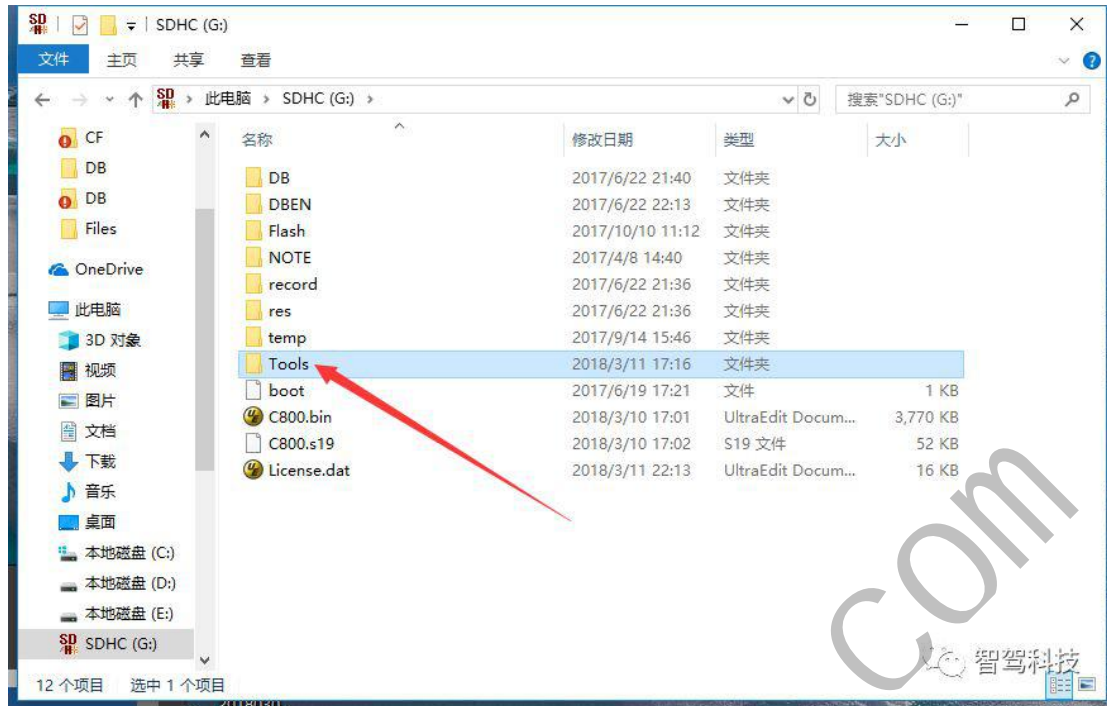 SDHC (G:)
文件 主页 共享 查看
此电脑 SDHC (G:) 搜索"SDHC (G:)"
CF
DB
DB
Files
OneDrive
此电脑
3D 对象
视频
图片
文档
下载
音乐
桌面
本地磁盘 (C:)
本地磁盘 (D:)
本地磁盘 (E:)
SDHC (G:)
名称 修改日期 类型 大小
DB 2017/6/22 21:40 文件夹
DBEN 2017/6/22 22:13 文件夹
Flash 2017/10/10 11:12 文件夹
NOTE 2017/4/8 14:40 文件夹
record 2017/6/22 21:36 文件夹
res 2017/6/22 21:36 文件夹
temp 2017/9/14 15:46 文件夹
Tools 2018/3/11 17:16 文件夹
boot 2017/6/19 17:21 文件 1 KB
C800.bin 2018/3/10 17:01 UltraEdit Docum... 3,770 KB
C800.s19 2018/3/10 17:02 S19 文件 52 KB
License.dat 2018/3/11 22:13 UltraEdit Docum... 16 KB
com
智驾科技
12 个项目 选中 1 个项目